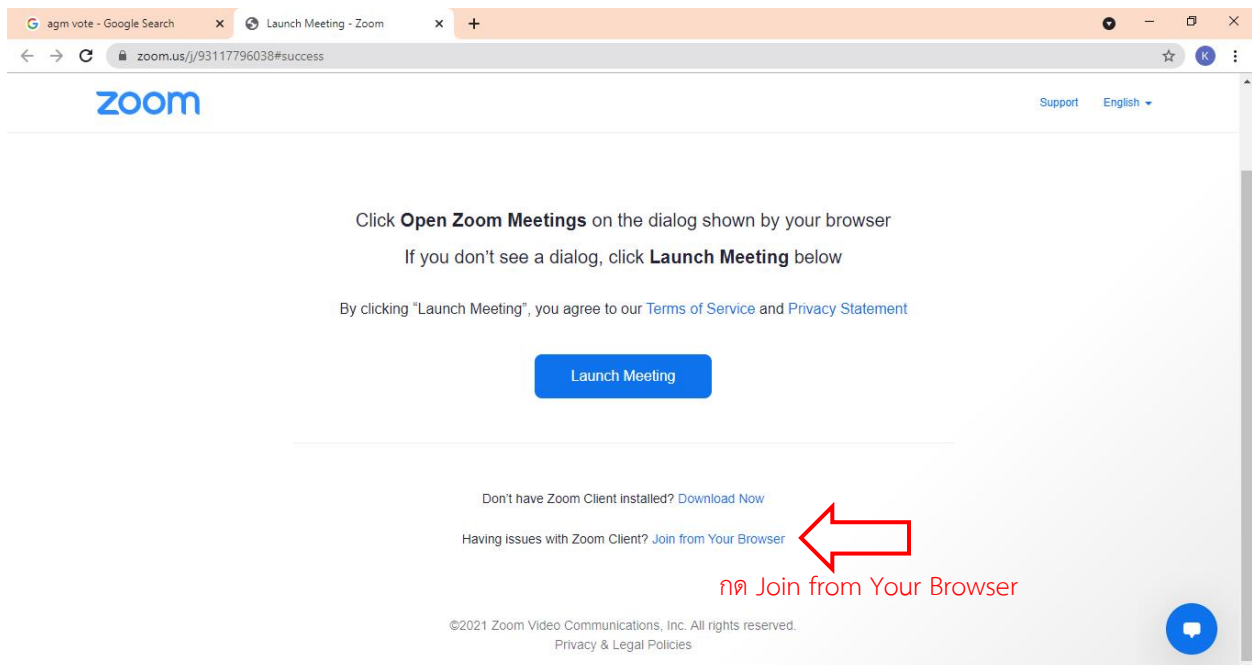 agm vote - Google Search
Launch Meeting - Zoom
zoom.us/j/93117796038#success
K
zoom
Support English
Click Open Zoom Meetings on the dialog shown by your browser
If you don't see a dialog, click Launch Meeting below
By clicking “Launch Meeting”, you agree to our Terms of Service and Privacy Statement
Launch Meeting
Don't have Zoom Client installed? Download Now
Having issues with Zoom Client? Join from Your Browser
กด Join from Your Browser
©2021 Zoom Video Communications, Inc. All rights reserved.
Privacy & Legal Policies